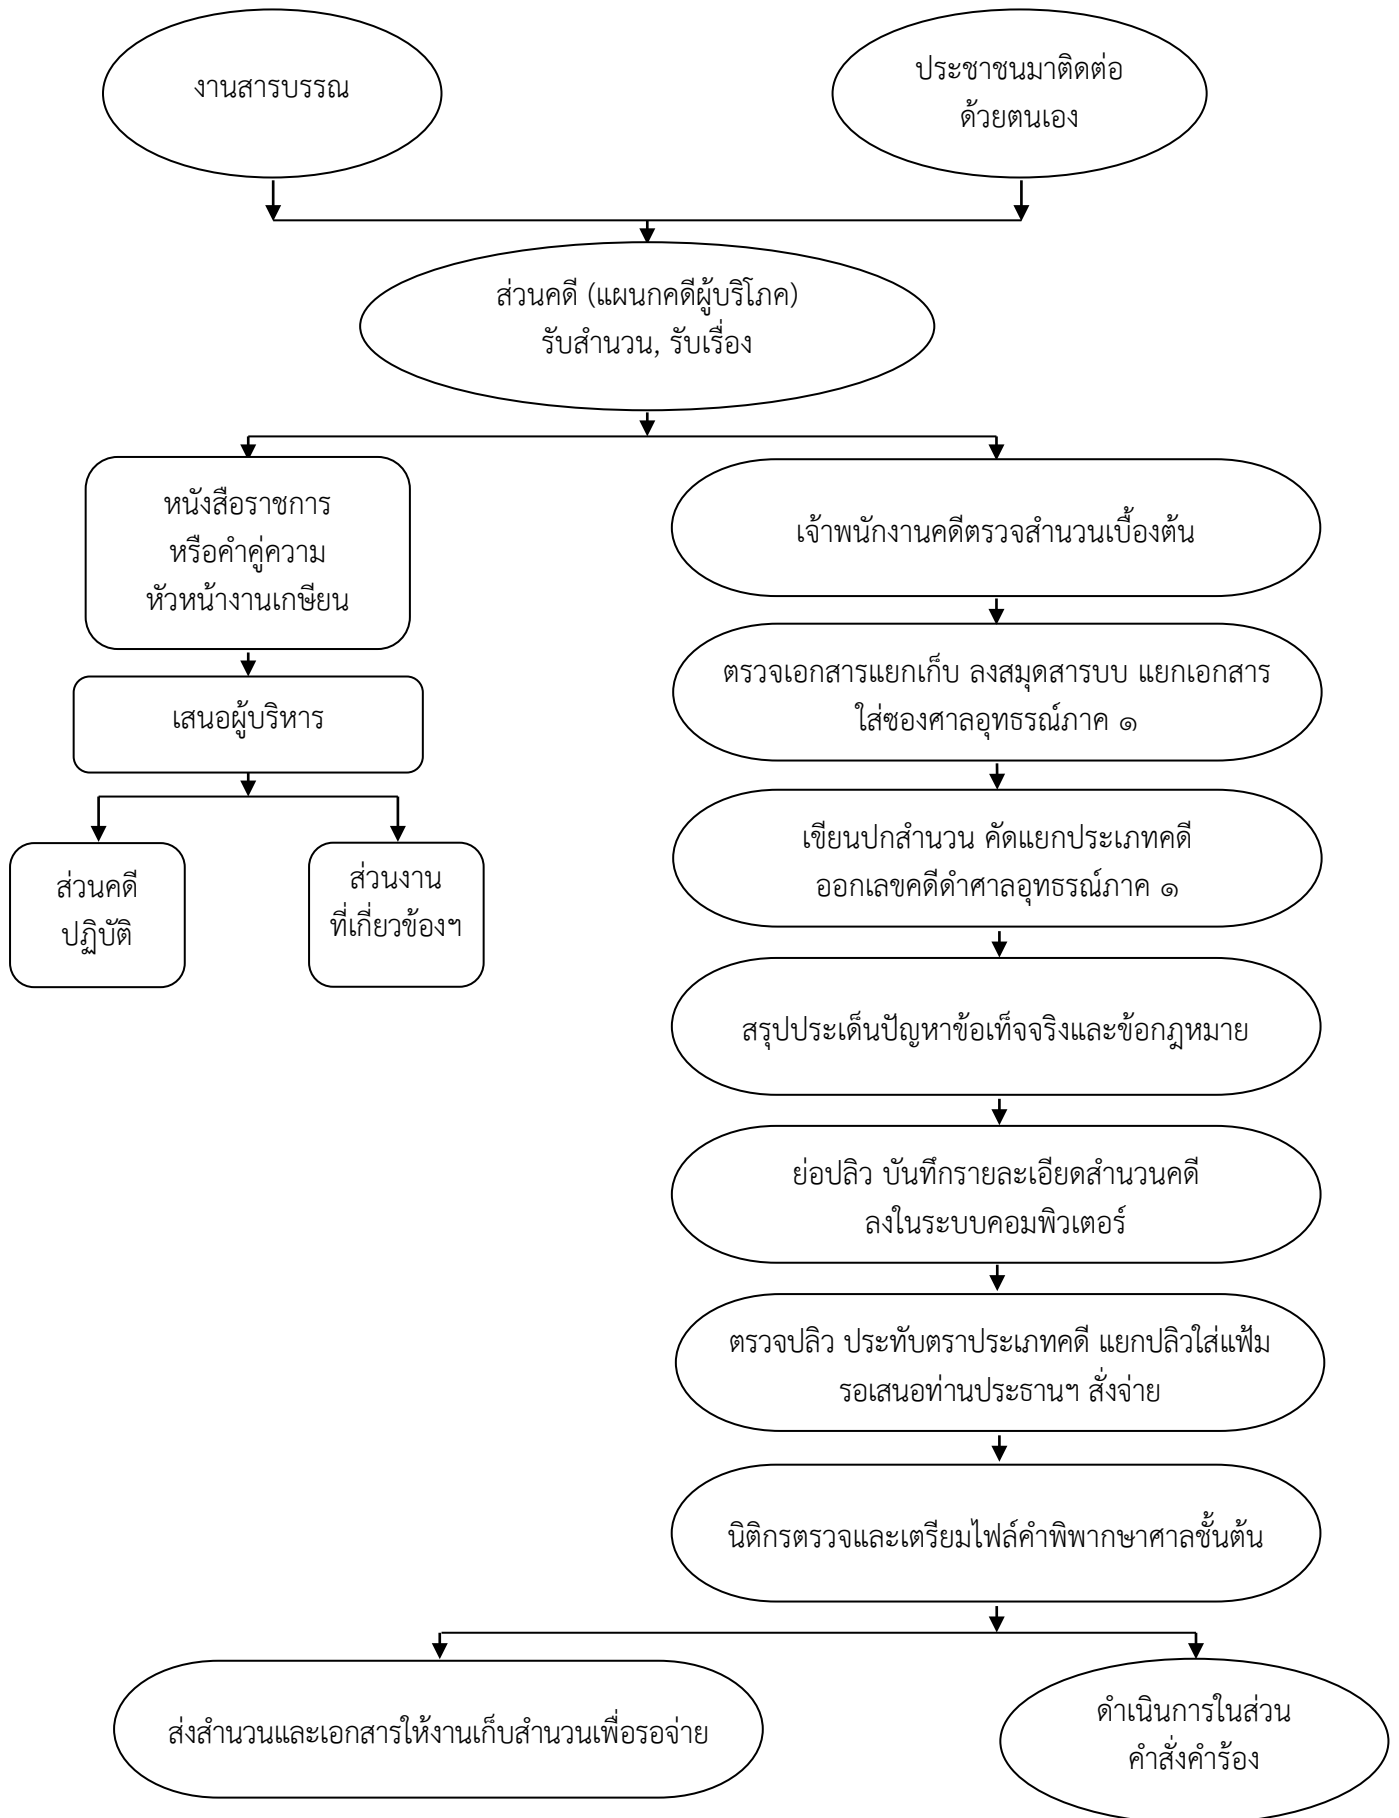 งานสารบรรณ
ประชาชนมาติดต่อ
ด้วยตนเอง
ส่วนคดี (แผนกคดีผู้บริโภค)
รับสำนวน, รับเรื่อง
หนังสือราชการ
หรือคำคู่ความ
หัวหน้างานเกษียน
เสนอผู้บริหาร
ส่วนคดี
ปฏิบัติ
ส่วนงาน
ที่เกี่ยวข้องฯ
เจ้าพนักงานคดีตรวจสำนวนเบื้องต้น
ตรวจเอกสารแยกเก็บ ลงสมุดสารบบ แยกเอกสาร
ใส่ซองศาลอุทธรณ์ภาค ๑
เขียนปกสำนวน คัดแยกประเภทคดี
ออกเลขคดีดำศาลอุทธรณ์ภาค ๑
สรุปประเด็นปัญหาข้อเท็จจริงและข้อกฎหมาย
ย่อปลิว บันทึกรายละเอียดสำนวนคดี
ลงในระบบคอมพิวเตอร์
ตรวจปลิว ประทับตราประเภทคดี แยกปลิวใส่แฟ้ม
รอเสนอท่านประธานฯ สั่งจ่าย
นิติกรตรวจและเตรียมไฟล์คำพิพากษาศาลชั้นต้น
ส่งสำนวนและเอกสารให้งานเก็บสำนวนเพื่อรอจ่าย
ดำเนินการในส่วน
คำสั่งคำร้อง